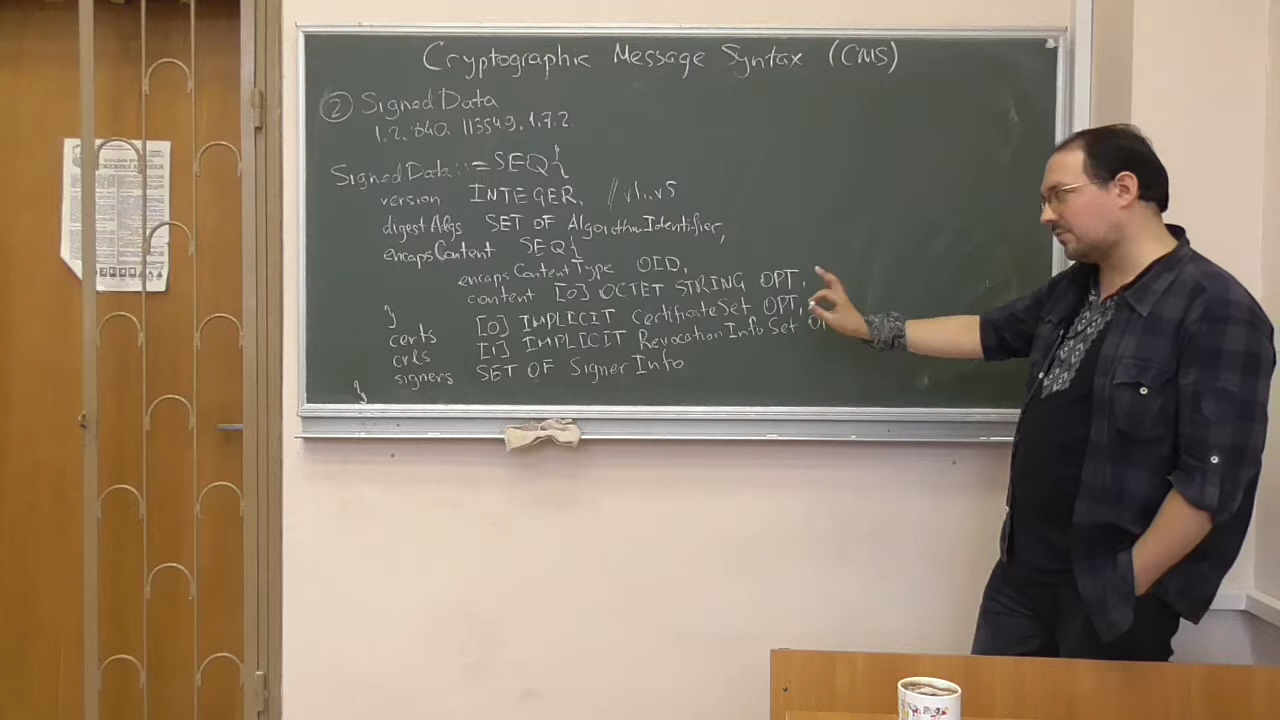 Cryptographic Message Syntax (CMS)
② SignedData
1.2.840.113549.1.7.2.
SignedData ::= SEQ{
version INTEGER, // v1..v5
digestAlgs SET OF AlgorithmIdentifier,
encapsContent SEQ{
encapsContentType OID,
content [0] OCTET STRING OPT,
}
certs [0] IMPLICIT CertificateSet OPT,
crls [1] IMPLICIT RevocationInfoSet
signers SET OF SignerInfo
}